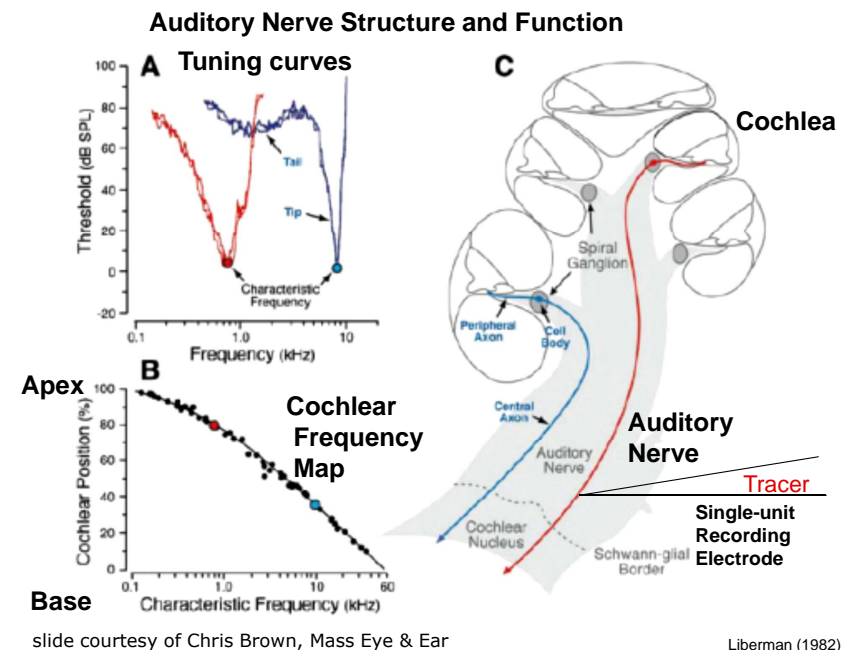 Auditory Nerve Structure and Function
A Tuning curves
100
80
60
40
20
0
-20
Threshold (dB SPL)
Tail
Tip
Characteristic
Frequency
0.1
1.0
10
Frequency (kHz)
B
Apex
100
80
60
40
20
0
Cochlear Position (%)
Cochlear
Frequency
Map
0.1
1.0
10
60
Base
Characteristic Frequency (kHz)
C
Cochlea
Spiral
Ganglion
Peripheral
Axon
Cell
Body
Central
Axon
Auditory
Nerve
Auditory
Nerve
Tracer
Single-unit
Recording
Electrode
Cochlear
Nucleus
Schwann-glial
Border
slide courtesy of Chris Brown, Mass Eye & Ear
Liberman (1982)